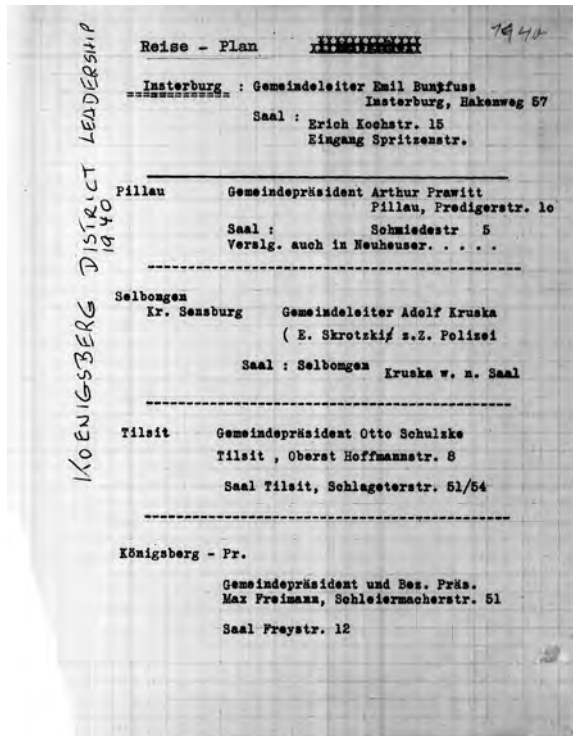 1940
Reise - Plan
KOENIGSBERG DISTRICT LEADERSHIP
1940
Insterburg : Gemeindeleiter Emil Buntfuss
Insterburg, Hakenweg 57
Saal :
Erich Kochstr. 15
Eingang Spritzenstr.
Pillau Gemeindepräsident Arthur Prawitt
Pillau, Predigerstr. 1o
Saal : Schmiedestr 5
Verslg. auch in Neuheuser. . . . .
Selbongen
Kr. Sensburg Gemeindeleiter Adolf Kruska
( E. Skrotzki/ z.Z. Polizei
Saal : Selbongen Kruska w. n. Saal
Tilsit Gemeindepräsident Otto Schulzke
Tilsit , Oberst Hoffmannstr. 8
Saal Tilsit, Schlageterstr. 51/54
Königsberg - Pr.
Gemeindepräsident und Bez. Präs.
Max Freimann, Schleiermacherstr. 51
Saal Freystr. 12